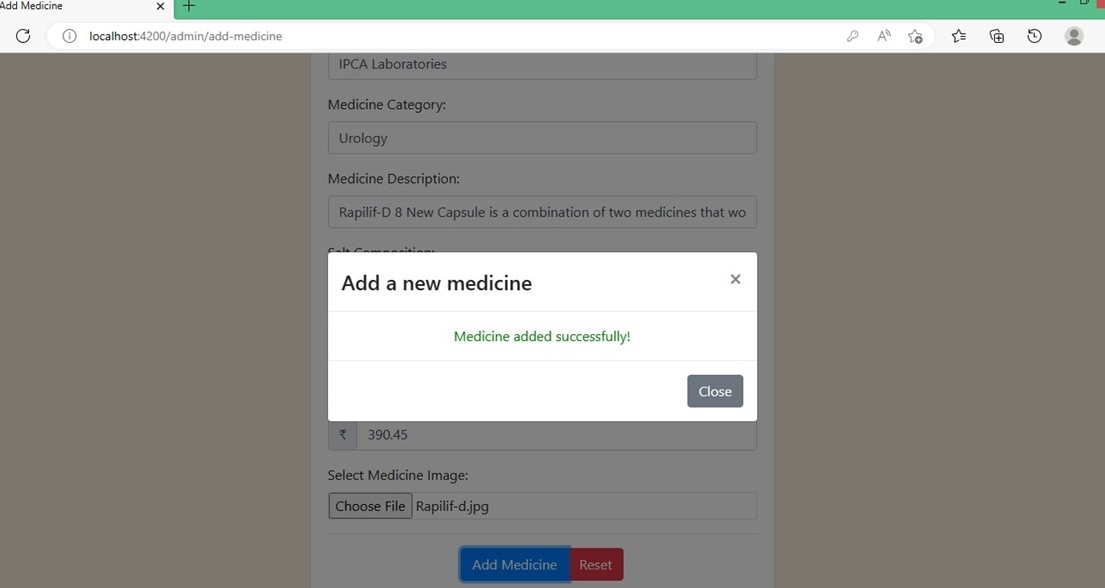 Add Medicine
localhost:4200/admin/add-medicine
IPCA Laboratories
Medicine Category:
Urology
Medicine Description:
Rapilif-D 8 New Capsule is a combination of two medicines that wo
Salt Composition:
Add a new medicine ×
Medicine added successfully!
Close
₹ 390.45
Select Medicine Image:
Choose File Rapilif-d.jpg
Add Medicine Reset